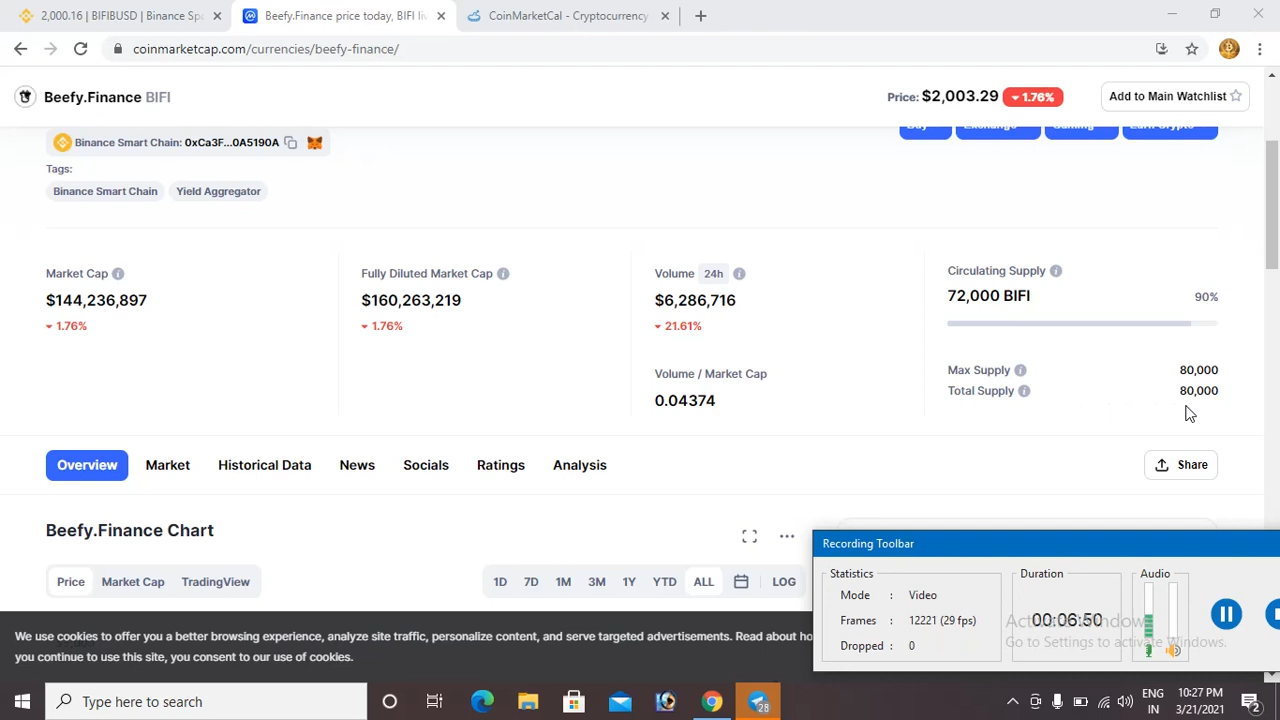 2,000.16 | BIFIBUSD | Binance Sp
Beefy.Finance price today, BIFI li
CoinMarketCal - Cryptocurrency
coinmarketcap.com/currencies/beefy-finance/
Beefy.Finance BIFI
Price: $2,003.29 1.76%
Add to Main Watchlist
Binance Smart Chain: 0xCa3F...0A5190A
Buy Exchange Gaming Earn Crypto
Tags:
Binance Smart Chain Yield Aggregator
Market Cap
$144,236,897
1.76%
Fully Diluted Market Cap
$160,263,219
1.76%
Volume 24h
$6,286,716
21.61%
Volume / Market Cap
0.04374
Circulating Supply
72,000 BIFI 90%
Max Supply 80,000
Total Supply 80,000
Overview Market Historical Data News Socials Ratings Analysis
Share
Beefy.Finance Chart
Price Market Cap TradingView
1D 7D 1M 3M 1Y YTD ALL LOG
We use cookies to offer you a better browsing experience, analyze site traffic, personalize content, and serve targeted advertisements. Read about ho
you continue to use this site, you consent to our use of cookies.
Recording Toolbar
Statistics
Mode : Video
Frames : 12221 (29 fps)
Dropped : 0
Duration
00:06:50
Audio
Activate Windows
Go to Settings to activate Windows.
Type here to search
28
ENG
IN
10:27 PM
3/21/2021
2